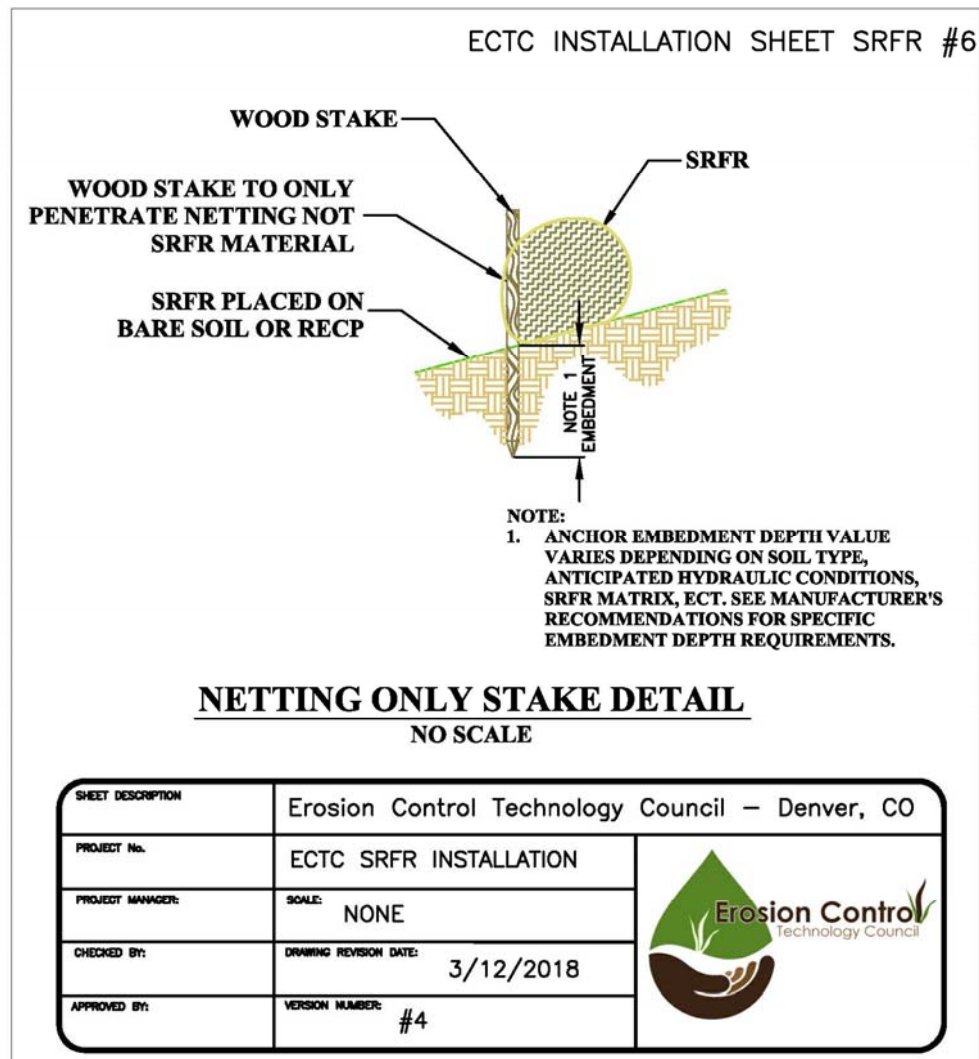 ECTC INSTALLATION SHEET SRFR #6
WOOD STAKE
SRFR
WOOD STAKE TO ONLY
PENETRATE NETTING NOT
SRFR MATERIAL
SRFR PLACED ON
BARE SOIL OR RECP
NOTE 1
EMBEDMENT
NOTE:
1. ANCHOR EMBEDMENT DEPTH VALUE
VARIES DEPENDING ON SOIL TYPE,
ANTICIPATED HYDRAULIC CONDITIONS,
SRFR MATRIX, ECT. SEE MANUFACTURER'S
RECOMMENDATIONS FOR SPECIFIC
EMBEDMENT DEPTH REQUIREMENTS.
NETTING ONLY STAKE DETAIL
NO SCALE
SHEET DESCRIPTION
Erosion Control Technology Council – Denver, CO
PROJECT No.
ECTC SRFR INSTALLATION
PROJECT MANAGER:
SCALE:
NONE
CHECKED BY:
DRAWING REVISION DATE:
3/12/2018
APPROVED BY:
VERSION NUMBER:
#4
Erosion Control
Technology Council